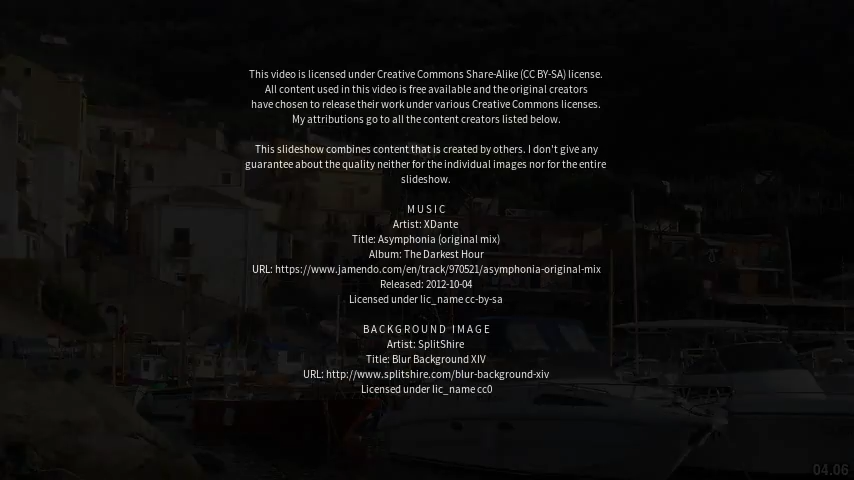 This video is licensed under Creative Commons Share-Alike (CC BY-SA) license.
All content used in this video is free available and the original creators
have chosen to release their work under various Creative Commons licenses.
My attributions go to all the content creators listed below.
This slideshow combines content that is created by others. I don't give any
guarantee about the quality neither for the individual images nor for the entire
slideshow.
MUSIC
Artist: XDante
Title: Asymphonia (original mix)
Album: The Darkest Hour
URL: https://www.jamendo.com/en/track/970521/asymphonia-original-mix
Released: 2012-10-04
Licensed under lic_name cc-by-sa
BACKGROUND IMAGE
Artist: SplitShire
Title: Blur Background XIV
URL: http://www.splitshire.com/blur-background-xiv
Licensed under lic_name cc0
04.06